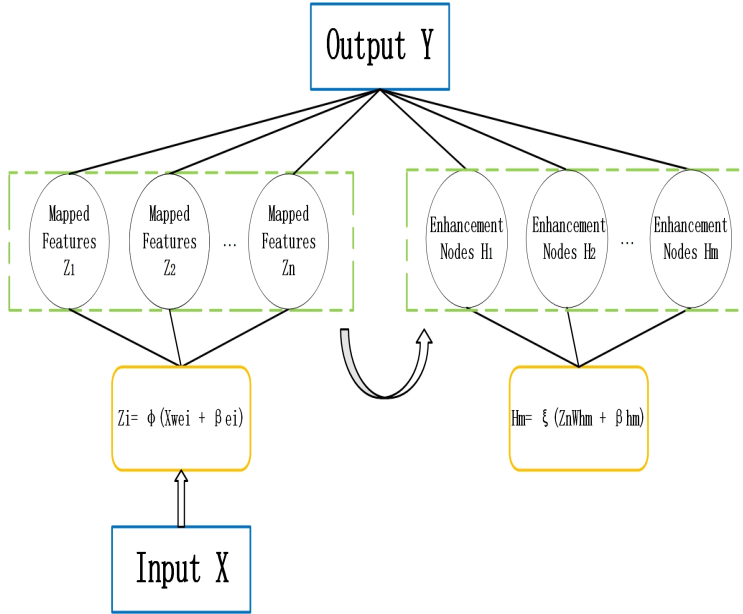 Output Y
Mapped
Features
Z1
Mapped
Features
Z2
...
Mapped
Features
Zn
Enhancement
Nodes H1
Enhancement
Nodes H2
...
Enhancement
Nodes Hm
Zi= ϕ(Xwei + βei)
Hm= ξ(ZnWhm + βhm)
Input X